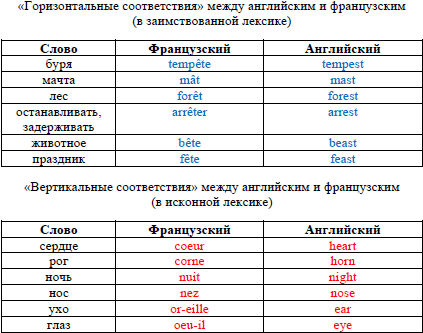 «Горизонтальные соответствия» между английским и французским
(в заимствованной лексике)
Слово Французский Английский
буря tempête tempest
мачта mât mast
лес forêt forest
останавливать, arrêter arrest
задерживать
животное bête beast
праздник fête feast
«Вертикальные соответствия» между английским и французским
(в исконной лексике)
Слово Французский Английский
сердце coeur heart
рог corne horn
ночь nuit night
нос nez nose
ухо or-eille ear
глаз oeu-il eye